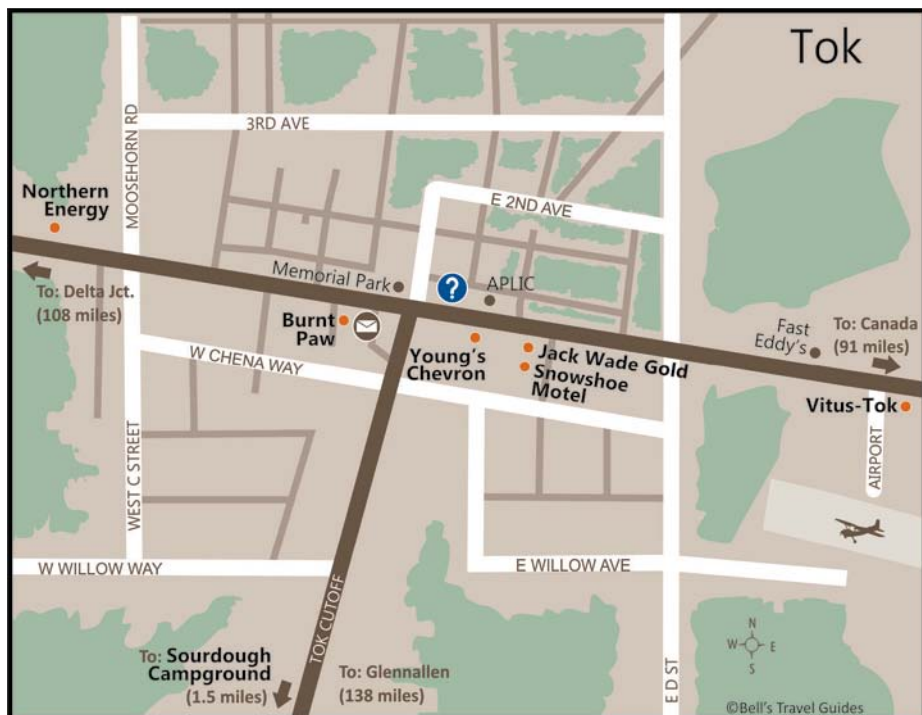 Tok
MOOSEHORN RD
3RD AVE
Northern
Energy
E 2ND AVE
To: Delta Jct.
(108 miles)
Memorial Park
?
APLIC
Burnt
Paw
Fast
Eddy's
To: Canada
(91 miles)
W CHENA WAY
Young's
Chevron
Jack Wade Gold
Snowshoe
Motel
Vitus-Tok
WEST C STREET
AIRPORT
W WILLOW WAY
E WILLOW AVE
TOK CUTOFF
To: Sourdough
Campground
(1.5 miles)
To: Glennallen
(138 miles)
E D ST
N
W E
S
©Bell's Travel Guides